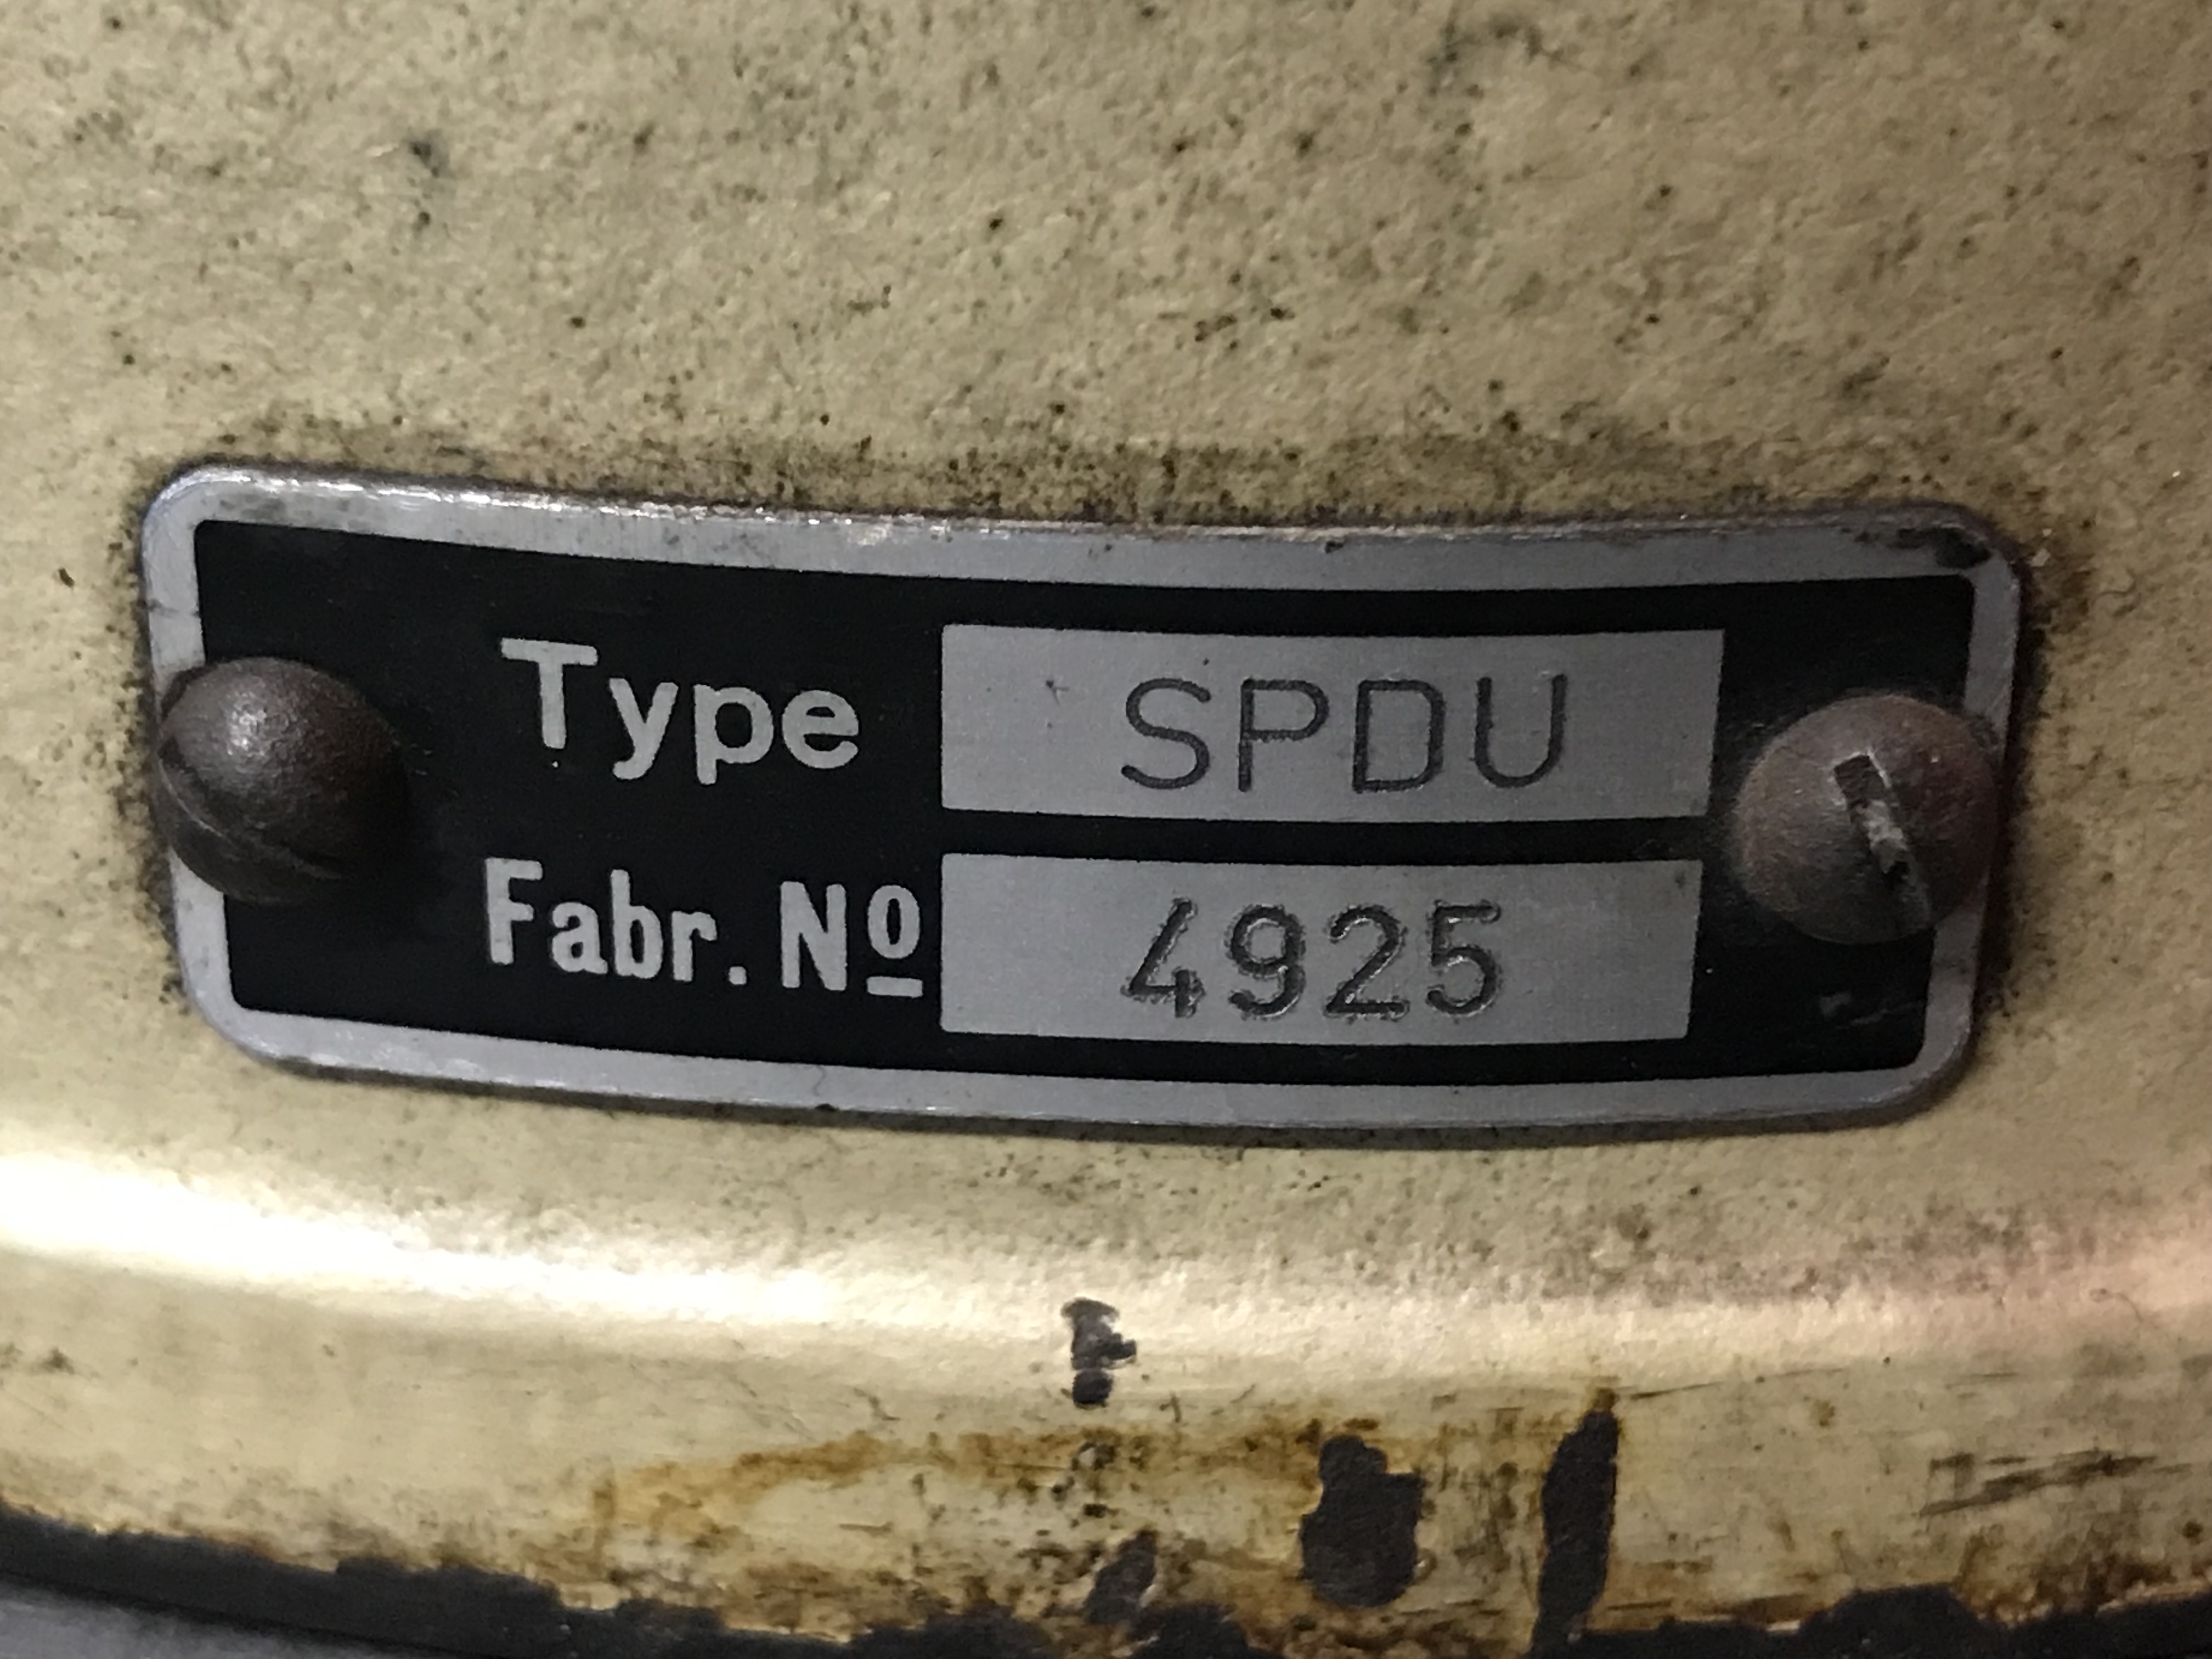 Type SPDU
Fabr. Nº 4925